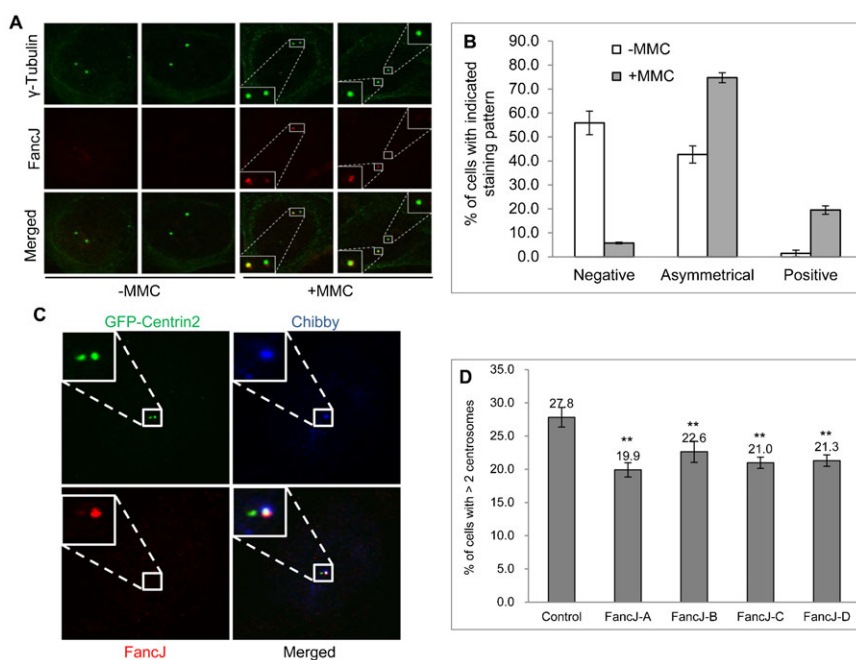 A
γ-Tubulin
FancJ
Merged
-MMC
+MMC
B
% of cells with indicated
staining pattern
90.0
80.0
70.0
60.0
50.0
40.0
30.0
20.0
10.0
0.0
-MMC
+MMC
Negative
Asymmetrical
Positive
C
GFP-Centrin2
Chibby
FancJ
Merged
D
% of cells with > 2 centrosomes
35.0
30.0
25.0
20.0
15.0
10.0
5.0
0.0
27.8
**
19.9
**
22.6
**
21.0
**
21.3
Control
FancJ-A
FancJ-B
FancJ-C
FancJ-D